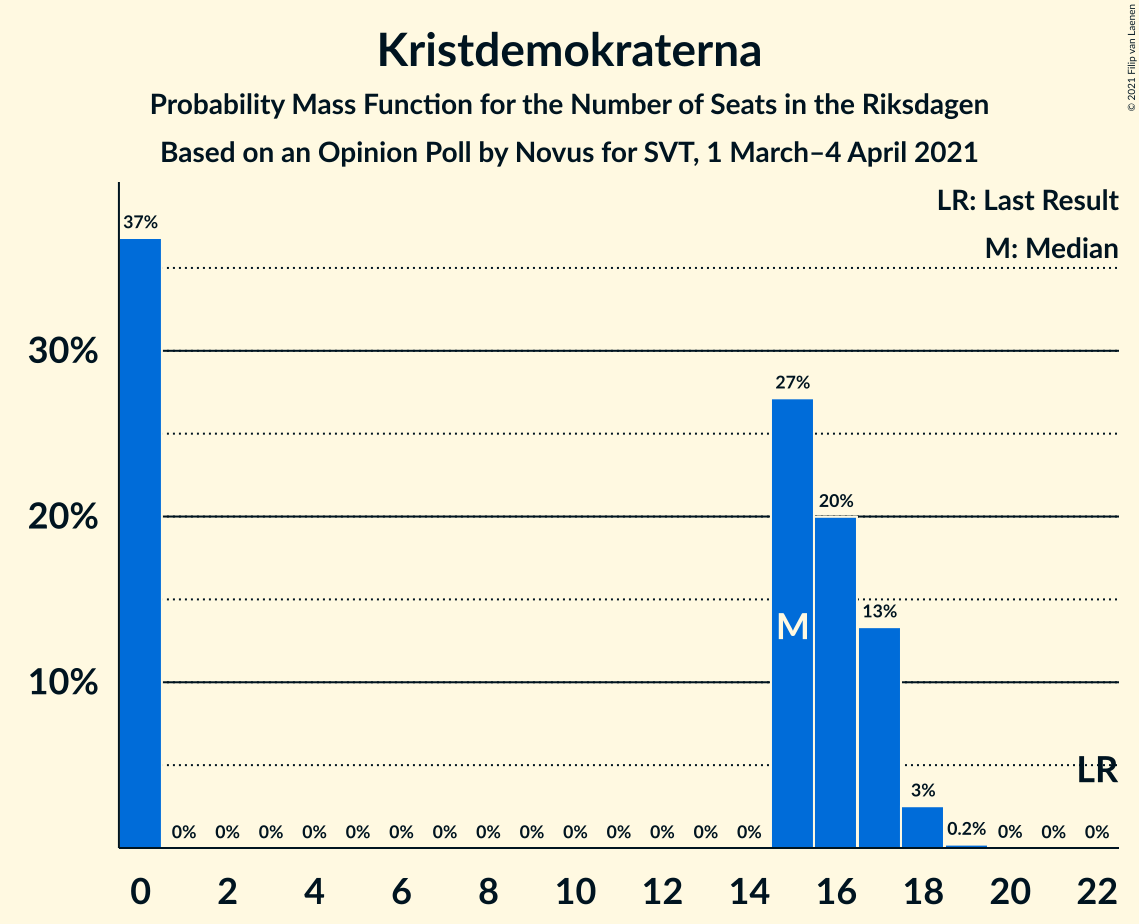 Kristdemokraterna
Probability Mass Function for the Number of Seats in the Riksdagen
Based on an Opinion Poll by Novus for SVT, 1 March–4 April 2021
© 2021 Filip van Laenen
LR: Last Result
M: Median
30%
20%
10%
37%
0% 0% 0% 0% 0% 0% 0% 0% 0% 0% 0% 0% 0% 0%
27%
20%
13%
3%
0.2%
0% 0% 0%
M
LR
0 2 4 6 8 10 12 14 16 18 20 22